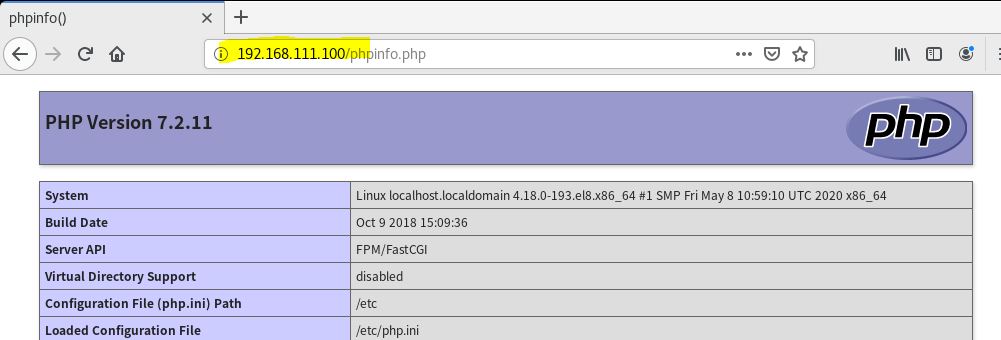 phpinfo()
192.168.111.100/phpinfo.php
PHP Version 7.2.11
php
System Linux localhost.localdomain 4.18.0-193.el8.x86_64 #1 SMP Fri May 8 10:59:10 UTC 2020 x86_64
Build Date Oct 9 2018 15:09:36
Server API FPM/FastCGI
Virtual Directory Support disabled
Configuration File (php.ini) Path /etc
Loaded Configuration File /etc/php.ini